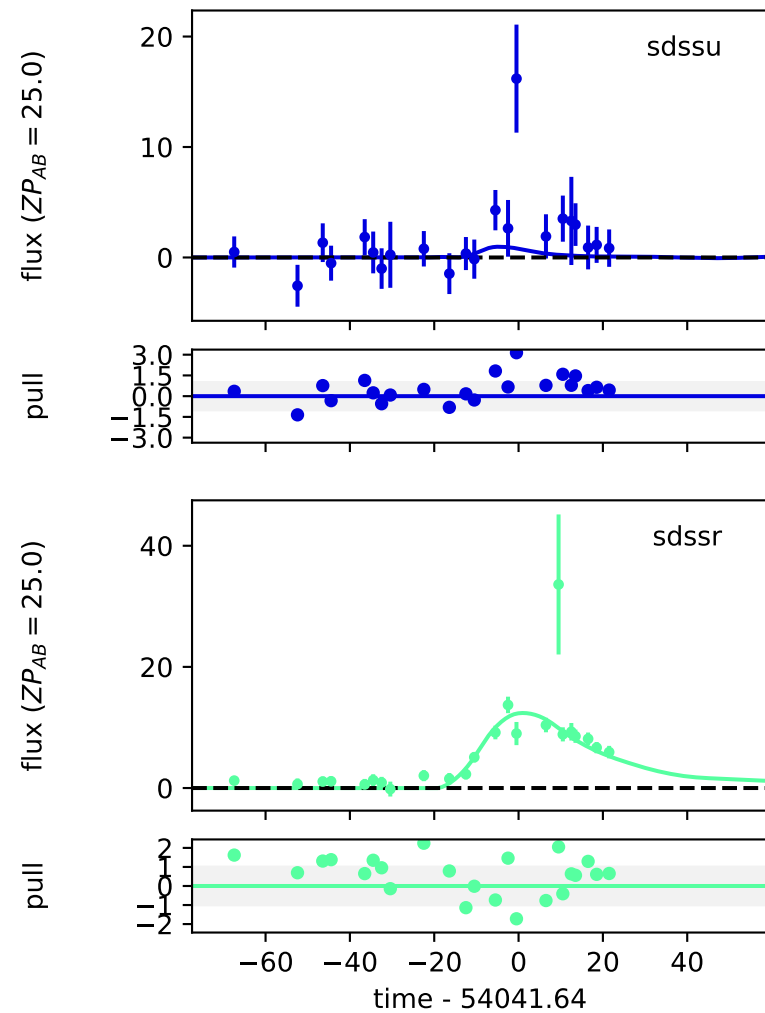 sdssu
flux (ZP_AB = 25.0)
20
10
0
pull
3.0
1.5
0.0
−1.5
−3.0
sdssr
flux (ZP_AB = 25.0)
40
20
0
pull
2
1
0
−1
−2
−60 −40 −20 0 20 40
time - 54041.64